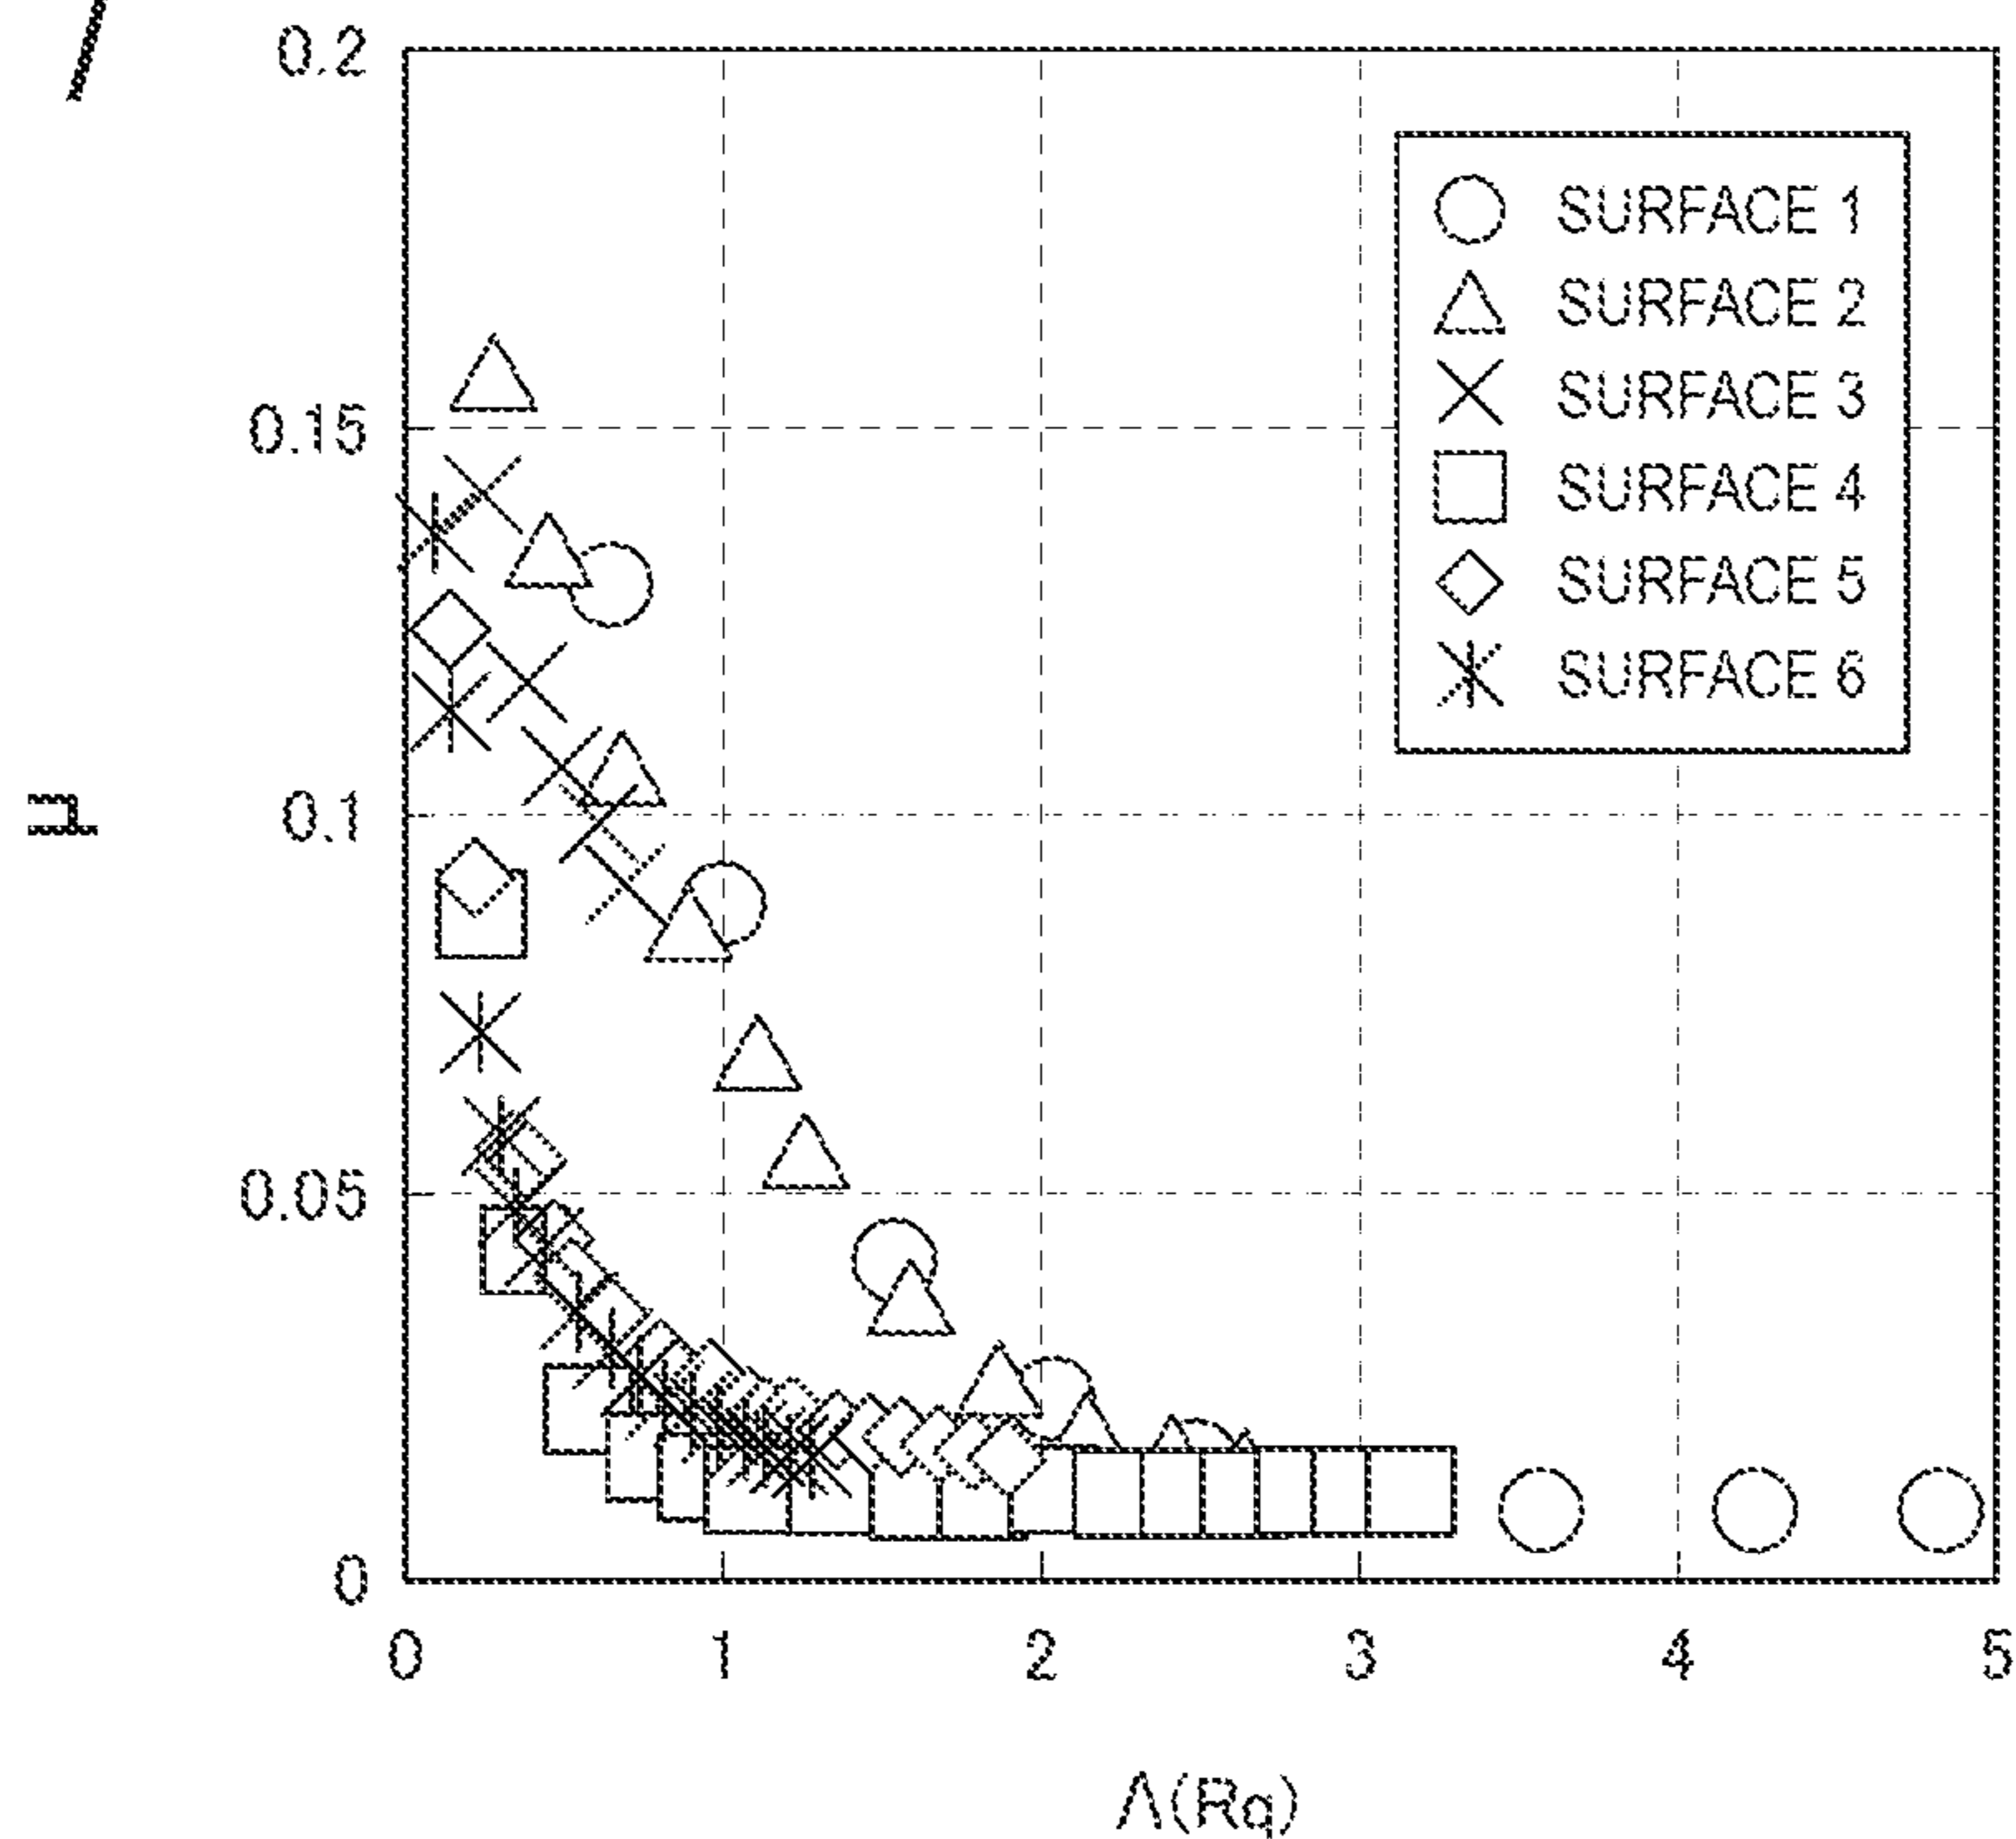 0.2
0.15
0.1
0.05
0
μ
SURFACE 1
SURFACE 2
SURFACE 3
SURFACE 4
SURFACE 5
SURFACE 6
0 1 2 3 4 5
Λ(Rq)